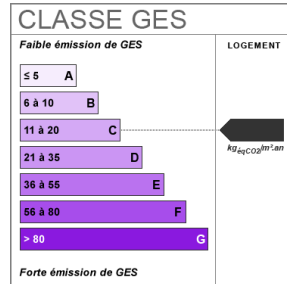 CLASSE GES
Faible émission de GES
LOGEMENT
≤ 5 A
6 à 10 B
11 à 20 C
21 à 35 D
36 à 55 E
56 à 80 F
> 80 G
kgéqCO2/m².an
Forte émission de GES